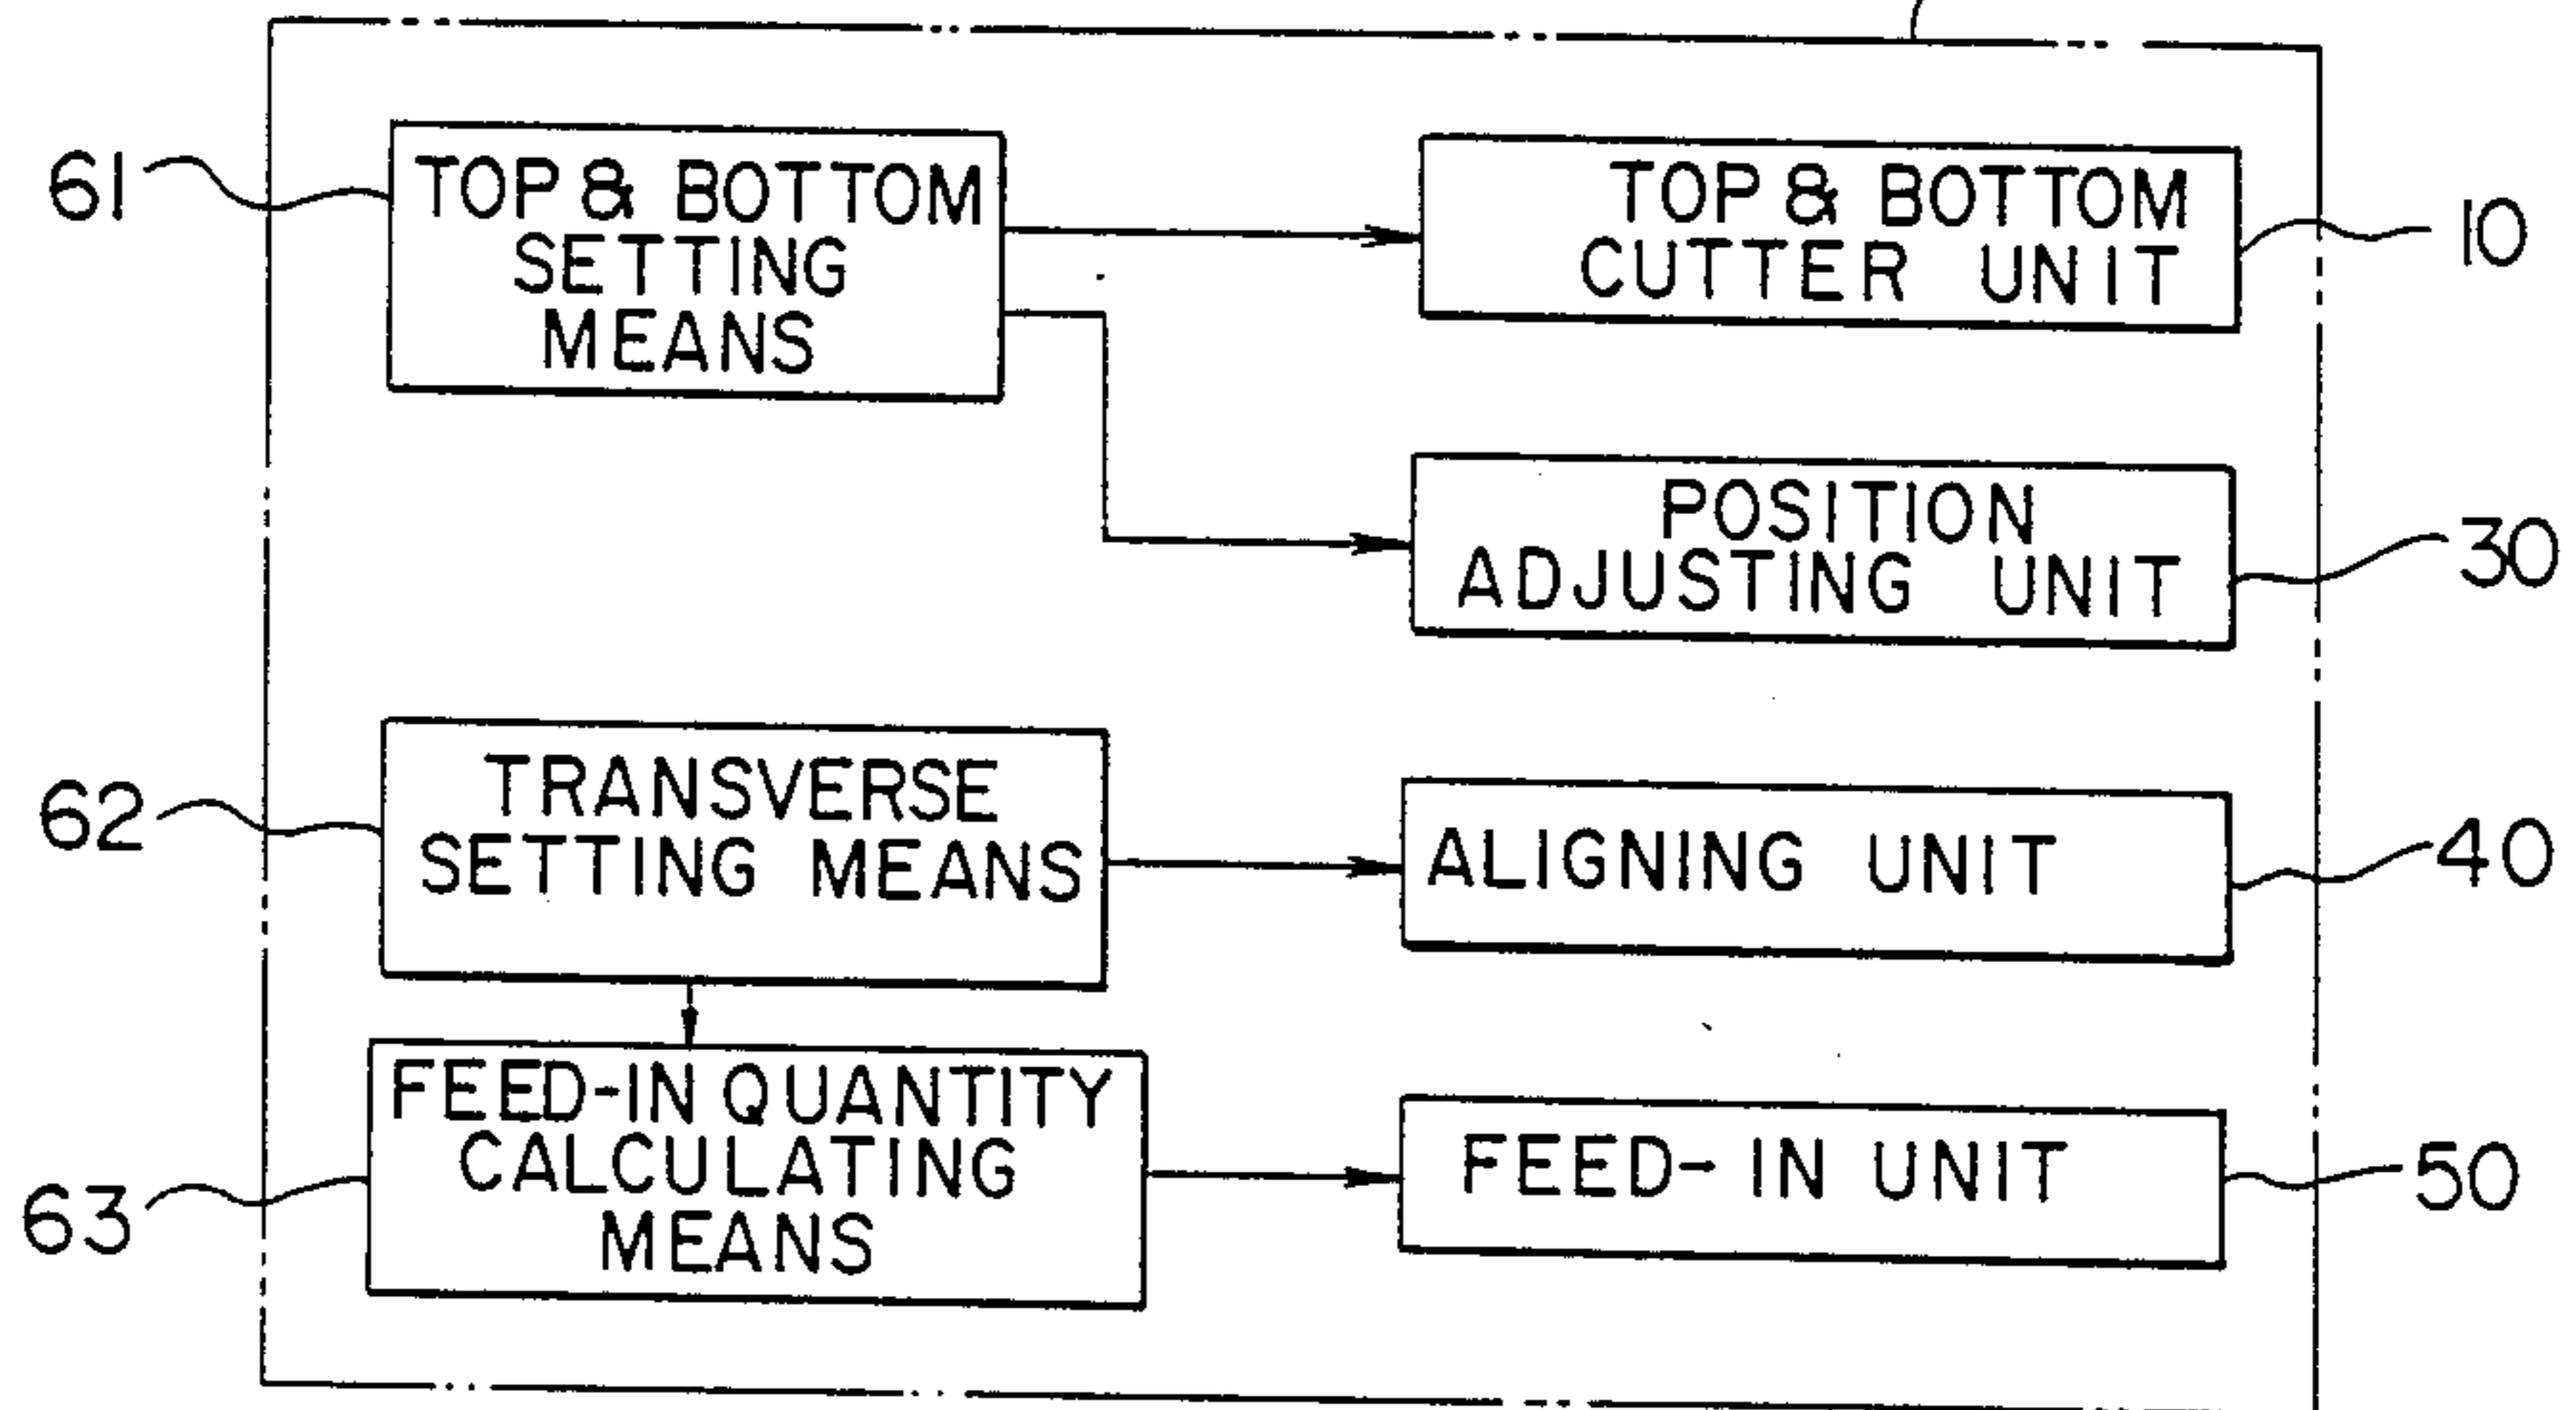 61
TOP & BOTTOM
SETTING
MEANS
TOP & BOTTOM
CUTTER UNIT
10
POSITION
ADJUSTING UNIT
30
62
TRANSVERSE
SETTING MEANS
ALIGNING UNIT
40
63
FEED-IN QUANTITY
CALCULATING
MEANS
FEED-IN UNIT
50